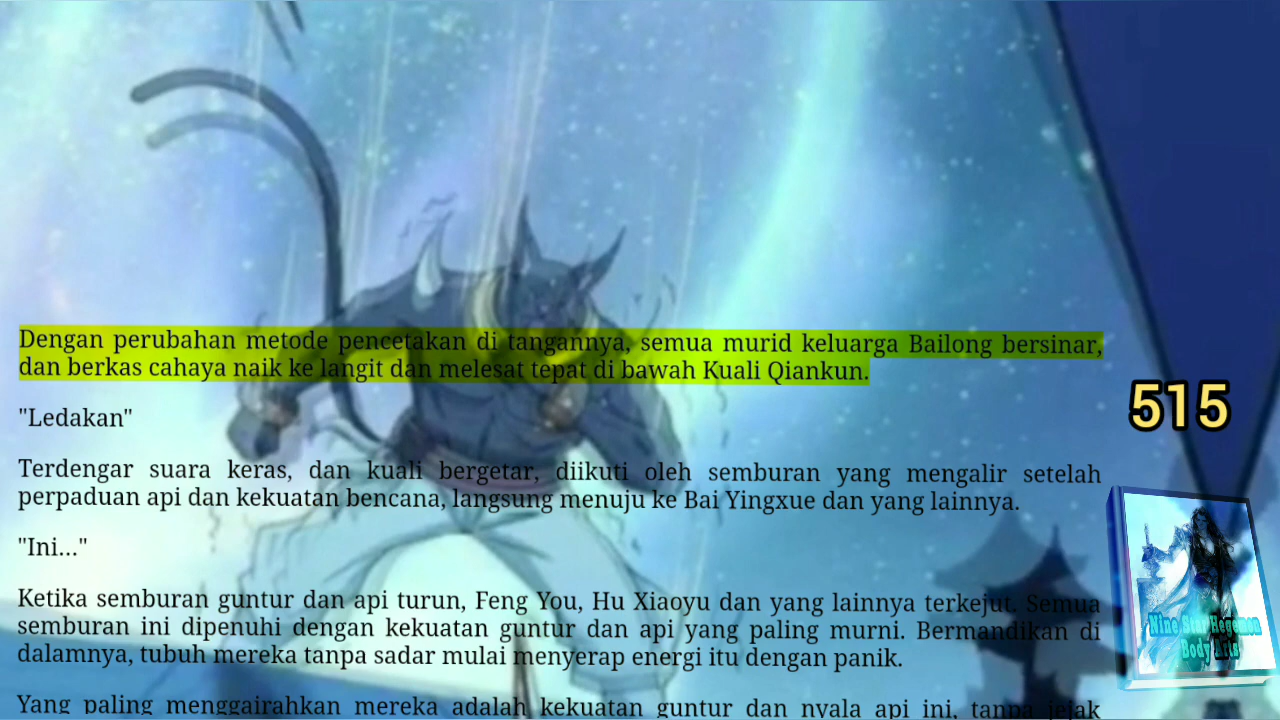 Dengan perubahan metode pencetakan di tangannya, semua murid keluarga Bailong bersinar,
dan berkas cahaya naik ke langit dan melesat tepat di bawah Kuali Qiankun.
"Ledakan"
Terdengar suara keras, dan kuali bergetar, diikuti oleh semburan yang mengalir setelah
perpaduan api dan kekuatan bencana, langsung menuju ke Bai Yingxue dan yang lainnya.
"Ini..."
Ketika semburan guntur dan api turun, Feng You, Hu Xiaoyu dan yang lainnya terkejut. Semua
semburan ini dipenuhi dengan kekuatan guntur dan api yang paling murni. Bermandikan di
dalamnya, tubuh mereka tanpa sadar mulai menyerap energi itu dengan panik.
Yang paling menggairahkan mereka adalah kekuatan guntur dan nyala api ini, tanpa jejak
515
Nine Star Hegemon
Body Arts